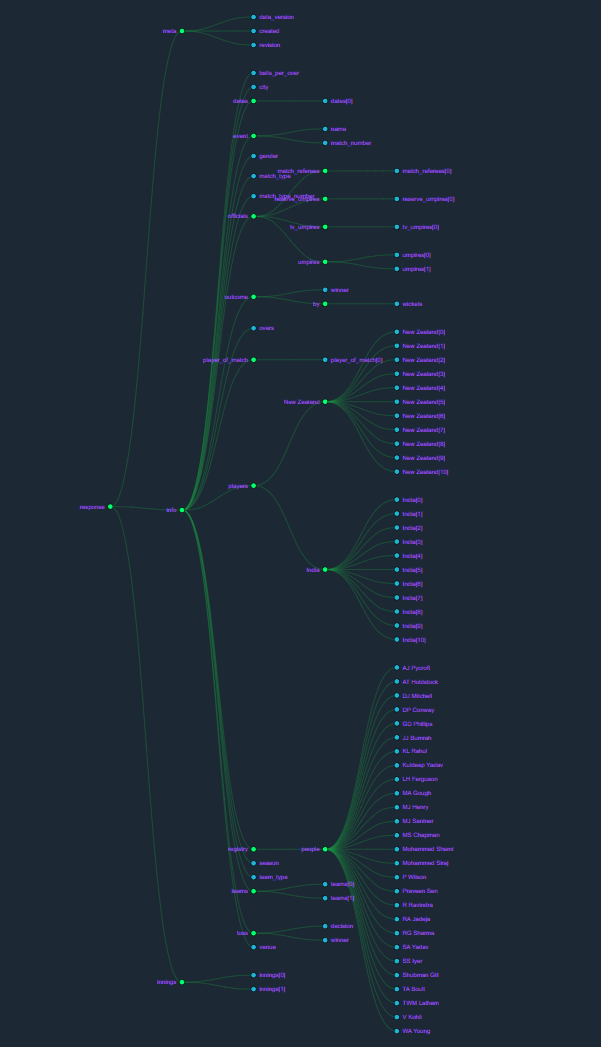 data_version
meta
created
revision
balls_per_over
city
dates
dates[0]
name
event
match_number
gender
match_referees
match_referees[0]
match_type
match_type_number
reserve_umpires
reserve_umpires[0]
officials
tv_umpires
tv_umpires[0]
umpires[0]
umpires
umpires[1]
winner
outcome
by
wickets
overs
New Zealand[0]
New Zealand[1]
player_of_match
player_of_match[0]
New Zealand[2]
New Zealand[3]
New Zealand[4]
New Zealand
New Zealand[5]
New Zealand[6]
New Zealand[7]
New Zealand[8]
New Zealand[9]
New Zealand[10]
players
India[0]
response
info
India[1]
India[2]
India[3]
India[4]
India
India[5]
India[6]
India[7]
India[8]
India[9]
India[10]
AJ Pycroft
AT Holdstock
DJ Mitchell
DP Conway
GD Phillips
JJ Bumrah
KL Rahul
Kuldeep Yadav
LH Ferguson
MA Gough
MJ Henry
MJ Santner
MS Chapman
registry
people
Mohammed Shami
season
Mohammed Siraj
team_type
P Wilson
teams
teams[0]
Praveen Sen
teams[1]
R Ravindra
RA Jadeja
decision
toss
RG Sharma
winner
venue
SA Yadav
SS Iyer
innings
innings[0]
Shubman Gill
innings[1]
TA Boult
TWM Latham
V Kohli
WA Young